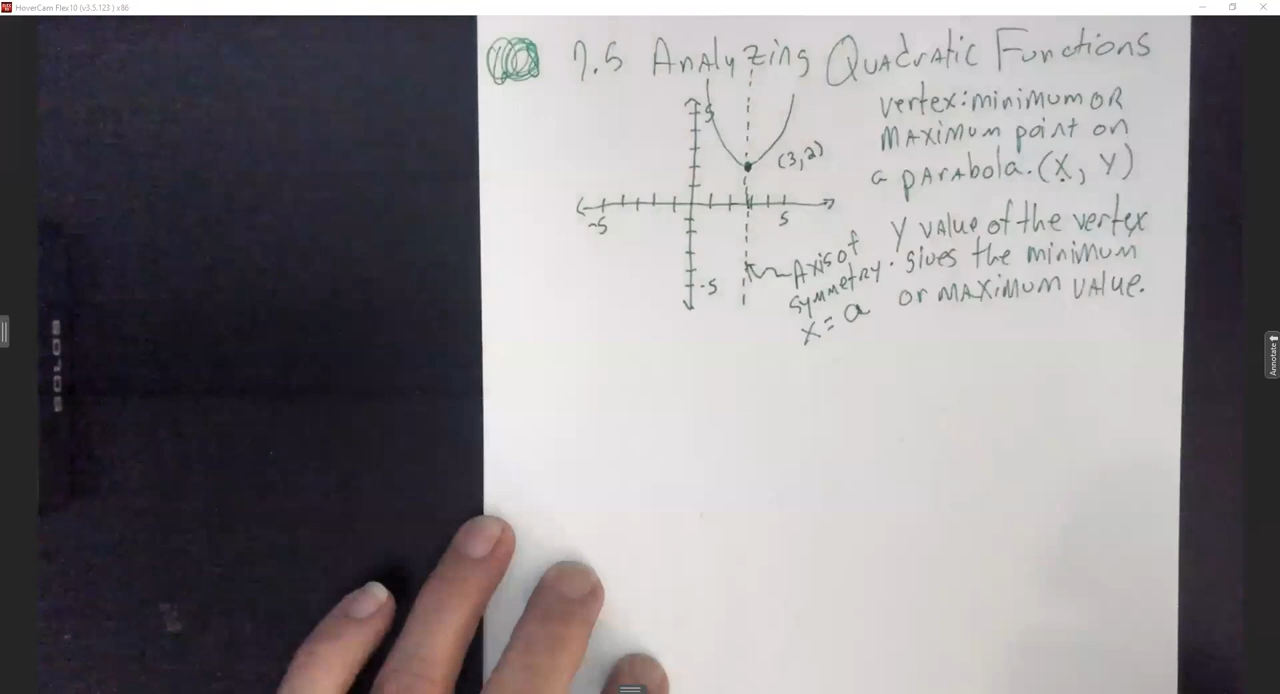 HoverCam Flex10 (v3.5.123 ) x86
7.5 Analyzing Quadratic Functions
vertex: minimum or
maximum point on
a parabola. (x, y)
y value of the vertex
gives the minimum
or maximum value.
5
(3,2)
-5
5
-5
Axis of
symmetry.
x = a
SOLO8
Annotate